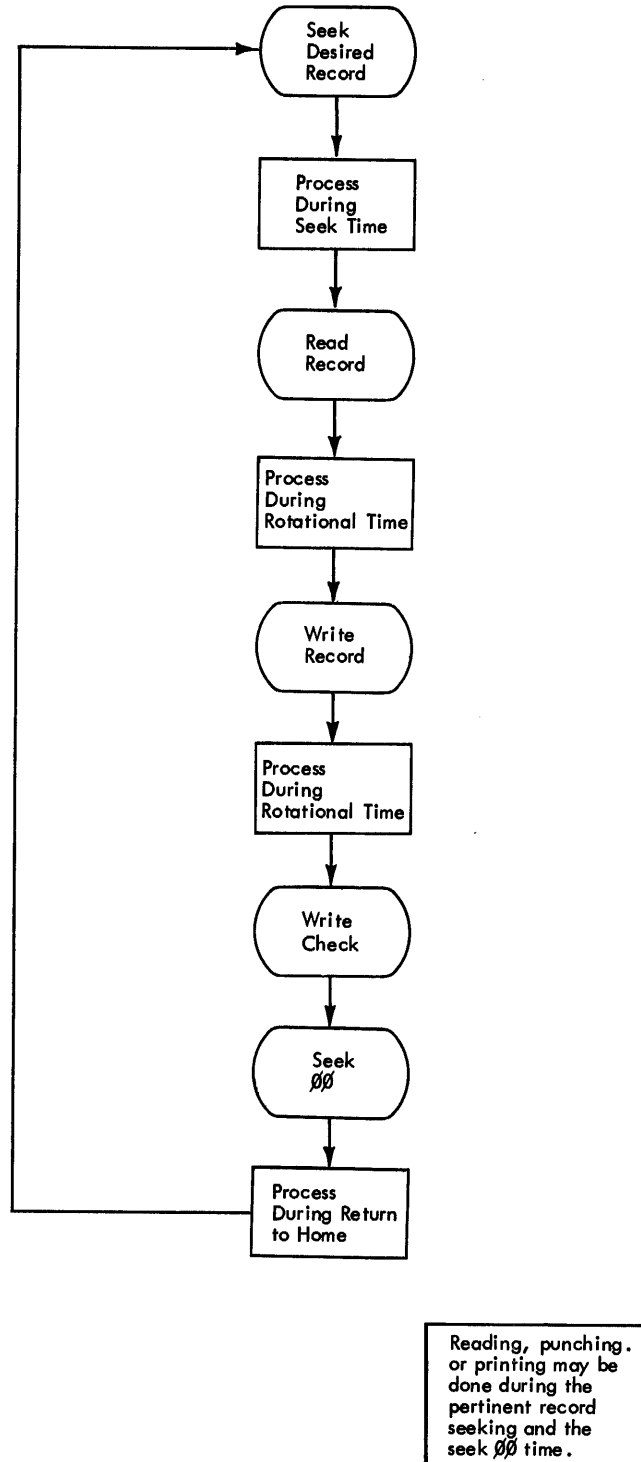 Seek
Desired
Record
Process
During
Seek Time
Read
Record
Process
During
Rotational Time
Write
Record
Process
During
Rotational Time
Write
Check
Seek
ØØ
Process
During Return
to Home
Reading, punching.
or printing may be
done during the
pertinent record
seeking and the
seek ØØ time.